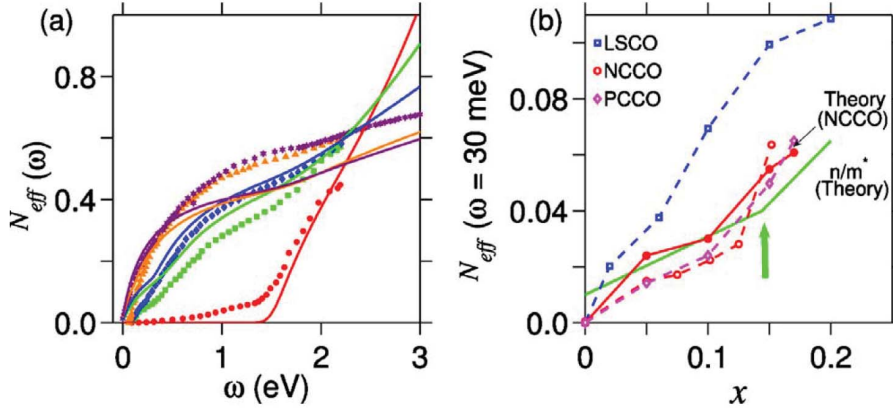 (a)
0.8
0.4
0.0
N_eff (ω)
0 1 2 3
ω (eV)
(b)
LSCO
NCCO
PCCO
Theory
(NCCO)
n/m*
(Theory)
0.08
0.04
0.00
N_eff (ω = 30 meV)
0 0.1 0.2
x